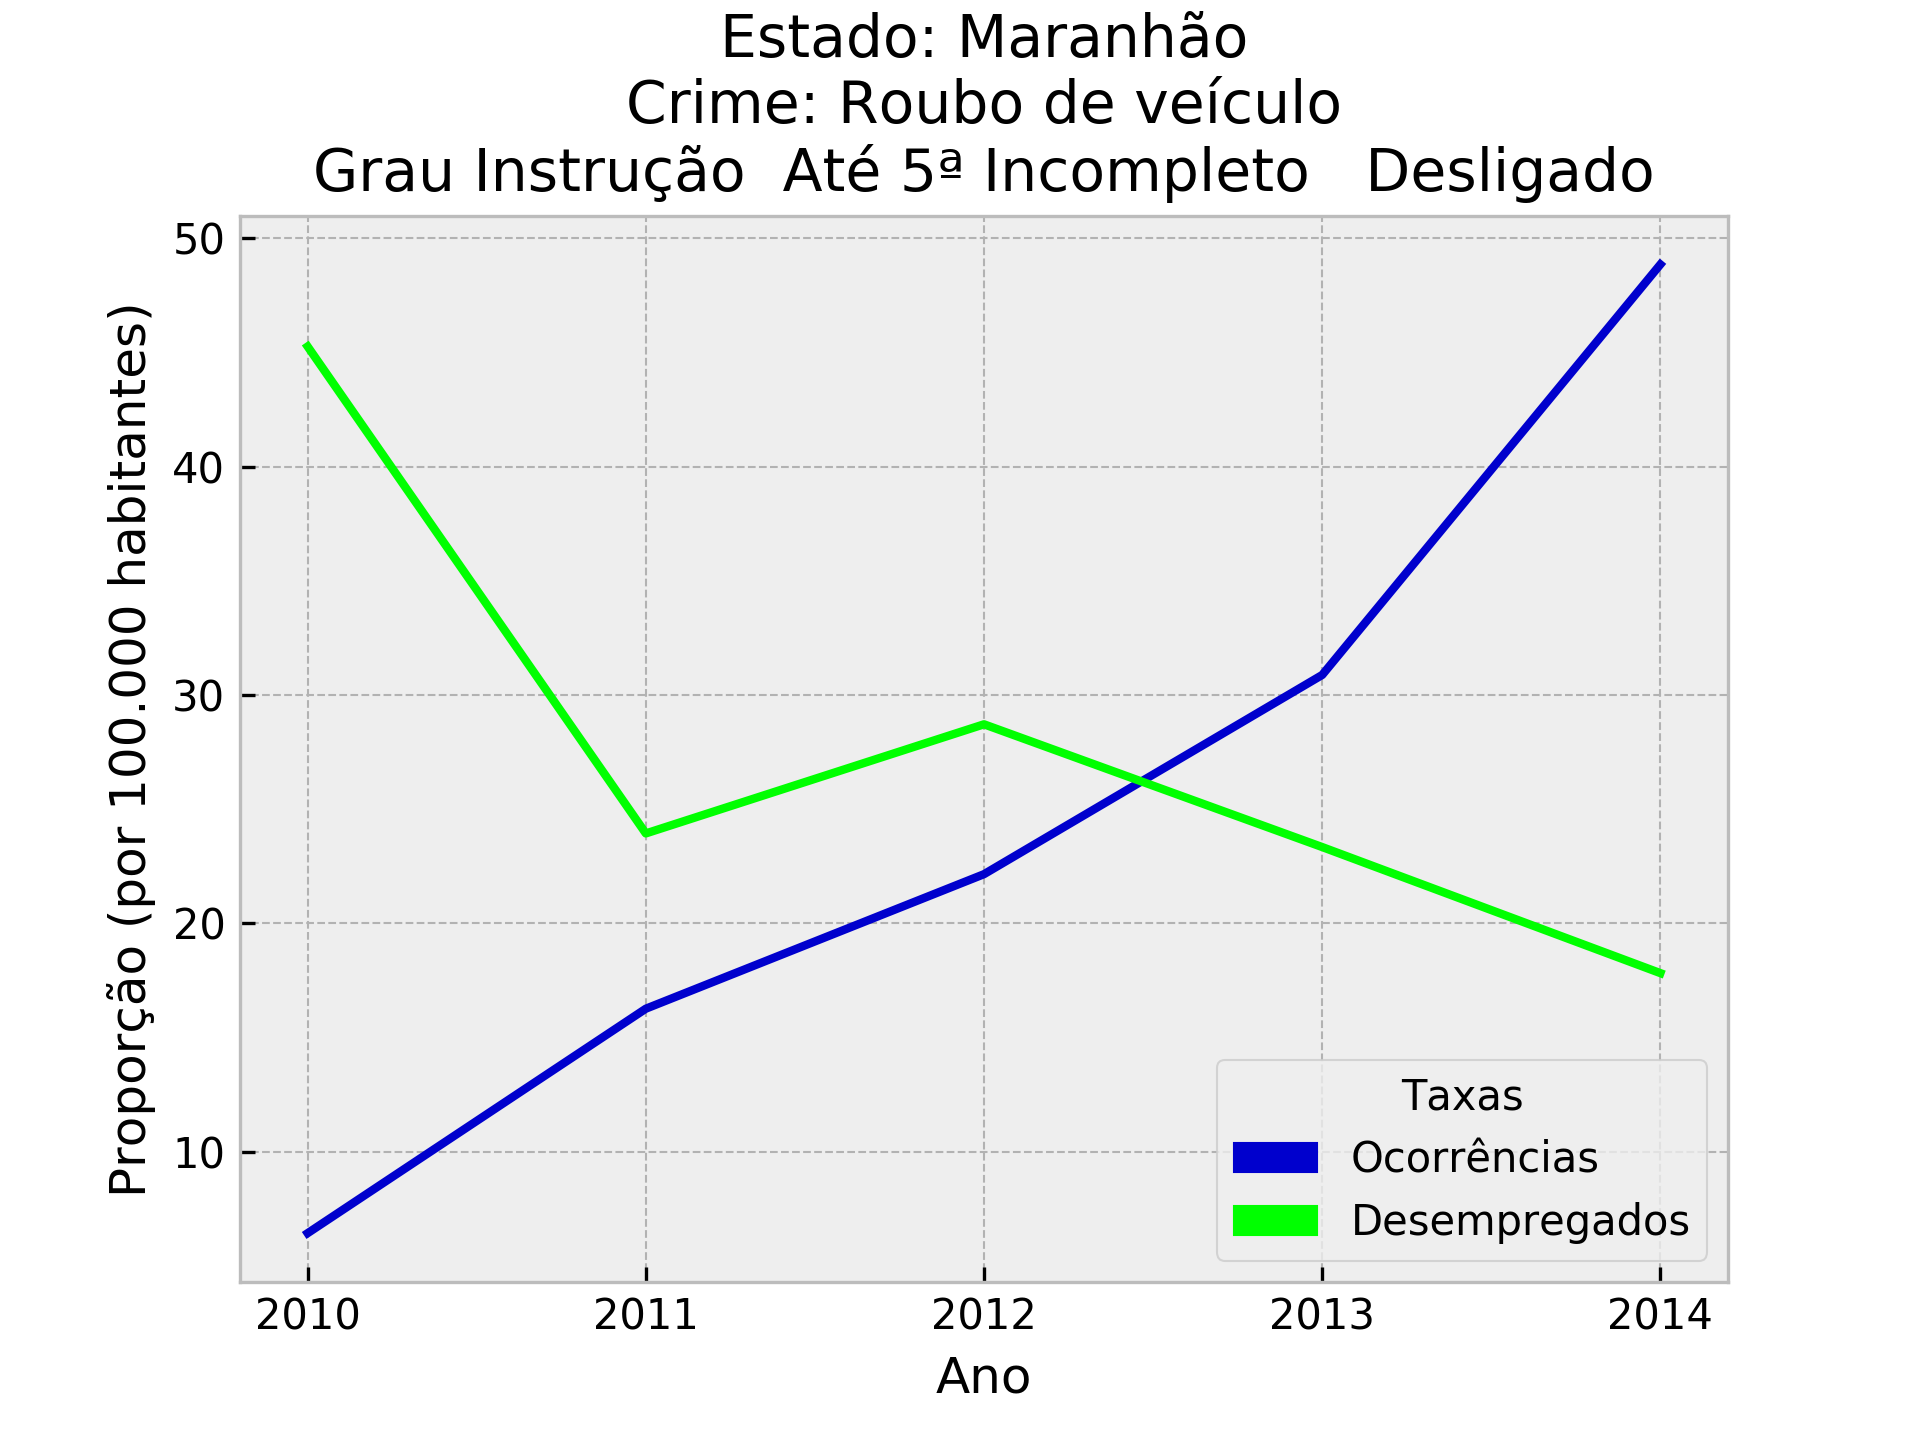 Estado: Maranhão
Crime: Roubo de veículo
Grau Instrução  Até 5ª Incompleto   Desligado
Proporção (por 100.000 habitantes)
50
40
30
20
10
Taxas
Ocorrências
Desempregados
2010 2011 2012 2013 2014
Ano